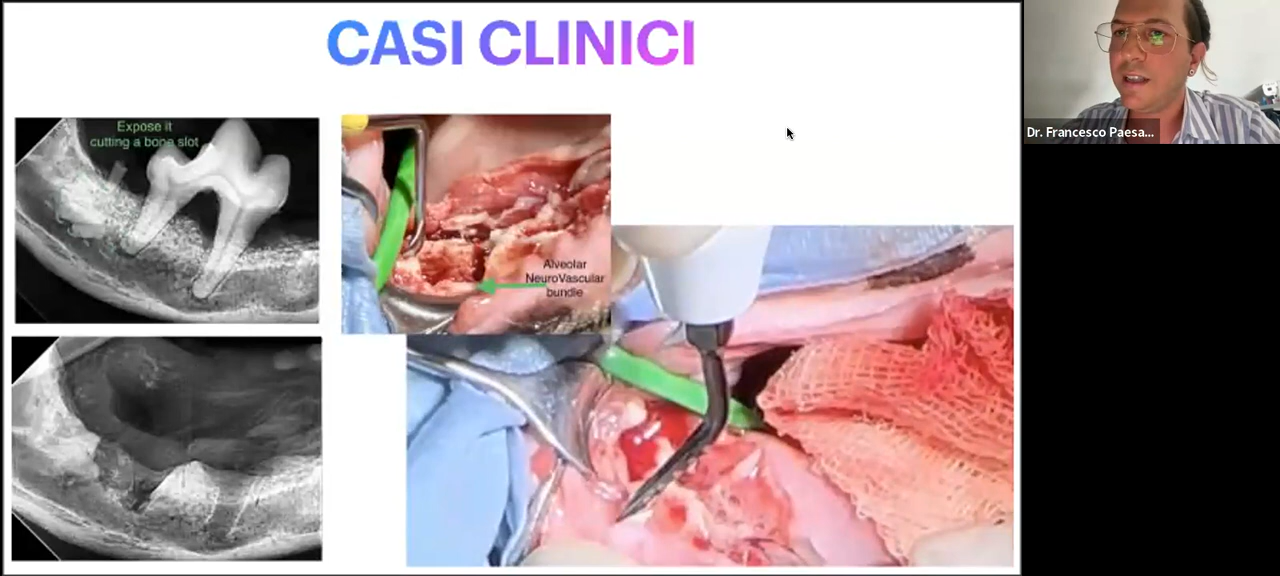 CASI CLINICI
Expose it
cutting a bone slot
Alveolar
NeuroVascular
bundle
Dr. Francesco Paesa...